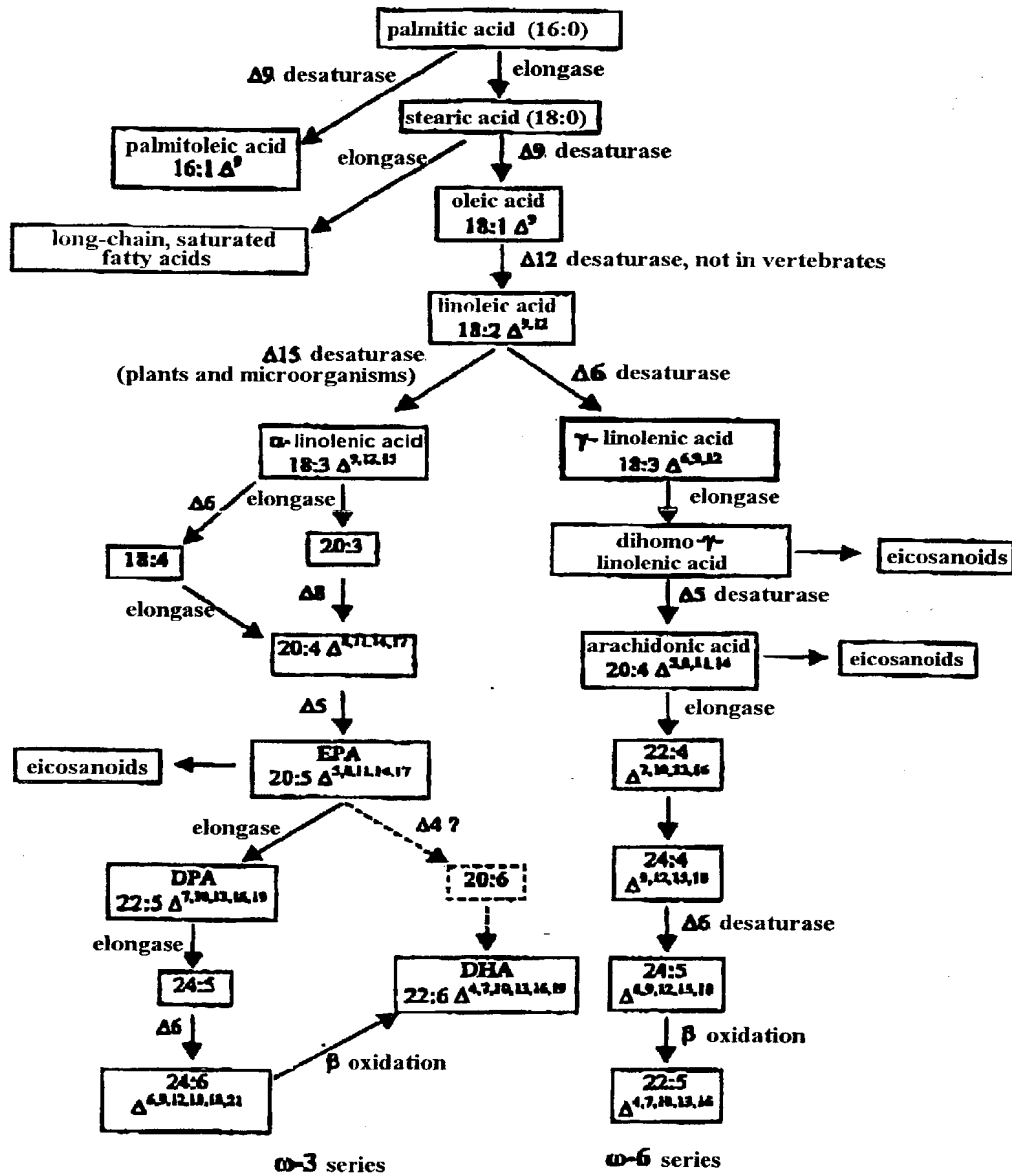 palmitic acid (16:0)
Δ9 desaturase
elongase
stearic acid (18:0)
palmitoleic acid
16:1 Δ⁹
elongase
Δ9 desaturase
oleic acid
18:1 Δ⁹
long-chain, saturated
fatty acids
Δ12 desaturase, not in vertebrates
linoleic acid
18:2 Δ⁹,¹²
Δ15 desaturase
(plants and microorganisms)
Δ6 desaturase
α-linolenic acid
18:3 Δ⁹,¹²,¹⁵
γ-linolenic acid
18:3 Δ⁶,⁹,¹²
Δ6
elongase
elongase
18:4
20:3
dihomo-γ-
linolenic acid
eicosanoids
elongase
Δ8
Δ5 desaturase
20:4 Δ⁸,¹¹,¹⁴,¹⁷
arachidonic acid
20:4 Δ⁵,⁸,¹¹,¹⁴
eicosanoids
Δ5
elongase
eicosanoids
EPA
20:5 Δ⁵,⁸,¹¹,¹⁴,¹⁷
22:4
Δ⁷,¹⁰,¹³,¹⁶
elongase
Δ4 ?
DPA
22:5 Δ⁷,¹⁰,¹³,¹⁶,¹⁹
20:6
24:4
Δ⁹,¹²,¹⁵,¹⁸
elongase
Δ6 desaturase
24:5
DHA
22:6 Δ⁴,⁷,¹⁰,¹³,¹⁶,¹⁹
24:5
Δ⁶,⁹,¹²,¹⁵,¹⁸
Δ6
β oxidation
β oxidation
24:6
Δ⁶,⁹,¹²,¹⁵,¹⁸,²¹
22:5
Δ⁴,⁷,¹⁰,¹³,¹⁶
ω-3 series
ω-6 series